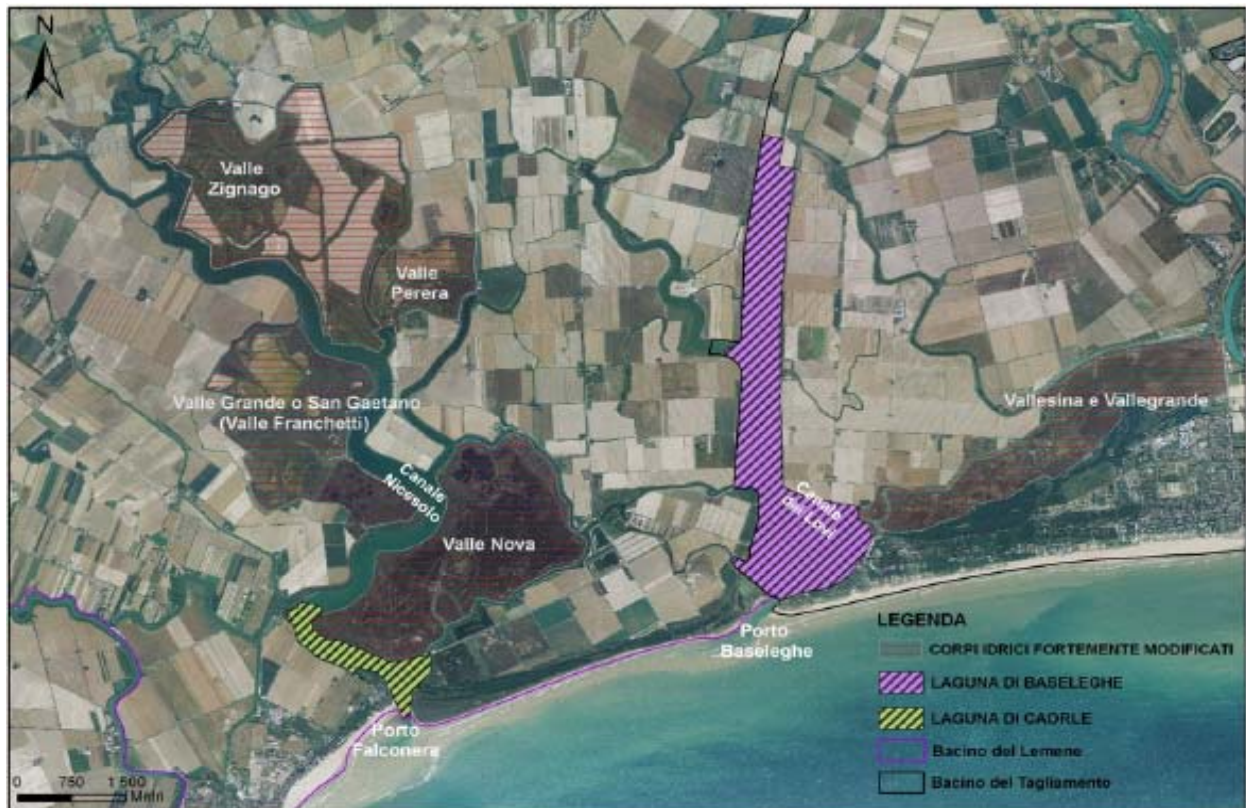 N
Valle
Zignago
Valle
Perera
Valle Grande o San Gaetano
(Valle Franchetti)
Canale
Nicesolo
Valle Nova
Vallesina e Vallegrande
Canale
dei Lovi
Porto
Baseleghe
Porto
Falconera
LEGENDA
CORPI IDRICI FORTEMENTE MODIFICATI
LAGUNA DI BASELEGHE
LAGUNA DI CAORLE
Bacino del Lemene
Bacino del Tagliamento
0 750 1 500
Metri